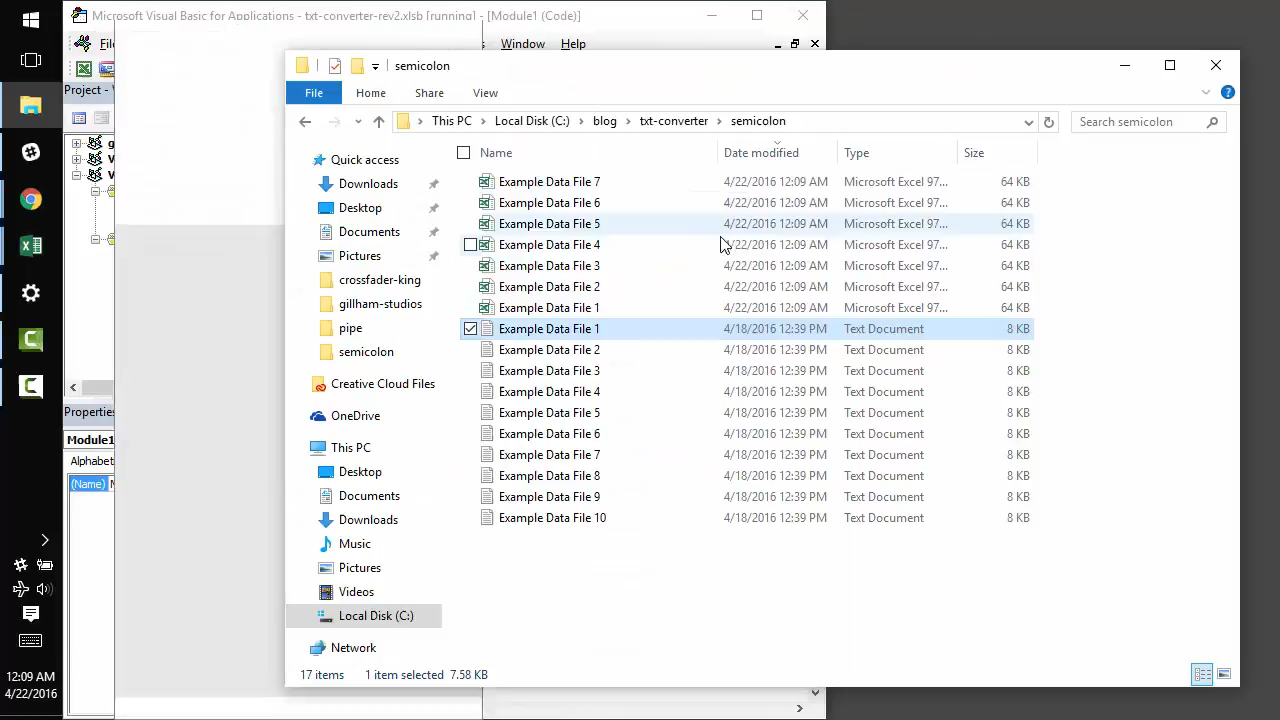 Microsoft Visual Basic for Applications - txt-converter-rev2.xlsb [running] - [Module1 (Code)]
Window Help
Project -
Properties
Module1
Alphabet
(Name)
semicolon
File Home Share View
This PC Local Disk (C:) blog txt-converter semicolon
Search semicolon
Quick access
Downloads
Desktop
Documents
Pictures
crossfader-king
gillham-studios
pipe
semicolon
Creative Cloud Files
OneDrive
This PC
Desktop
Documents
Downloads
Music
Pictures
Videos
Local Disk (C:)
Network
Name Date modified Type Size
Example Data File 7 4/22/2016 12:09 AM Microsoft Excel 97... 64 KB
Example Data File 6 4/22/2016 12:09 AM Microsoft Excel 97... 64 KB
Example Data File 5 4/22/2016 12:09 AM Microsoft Excel 97... 64 KB
Example Data File 4 4/22/2016 12:09 AM Microsoft Excel 97... 64 KB
Example Data File 3 4/22/2016 12:09 AM Microsoft Excel 97... 64 KB
Example Data File 2 4/22/2016 12:09 AM Microsoft Excel 97... 64 KB
Example Data File 1 4/22/2016 12:09 AM Microsoft Excel 97... 64 KB
Example Data File 1 4/18/2016 12:39 PM Text Document 8 KB
Example Data File 2 4/18/2016 12:39 PM Text Document 8 KB
Example Data File 3 4/18/2016 12:39 PM Text Document 8 KB
Example Data File 4 4/18/2016 12:39 PM Text Document 8 KB
Example Data File 5 4/18/2016 12:39 PM Text Document 8 KB
Example Data File 6 4/18/2016 12:39 PM Text Document 8 KB
Example Data File 7 4/18/2016 12:39 PM Text Document 8 KB
Example Data File 8 4/18/2016 12:39 PM Text Document 8 KB
Example Data File 9 4/18/2016 12:39 PM Text Document 8 KB
Example Data File 10 4/18/2016 12:39 PM Text Document 8 KB
17 items 1 item selected 7.58 KB
12:09 AM
4/22/2016